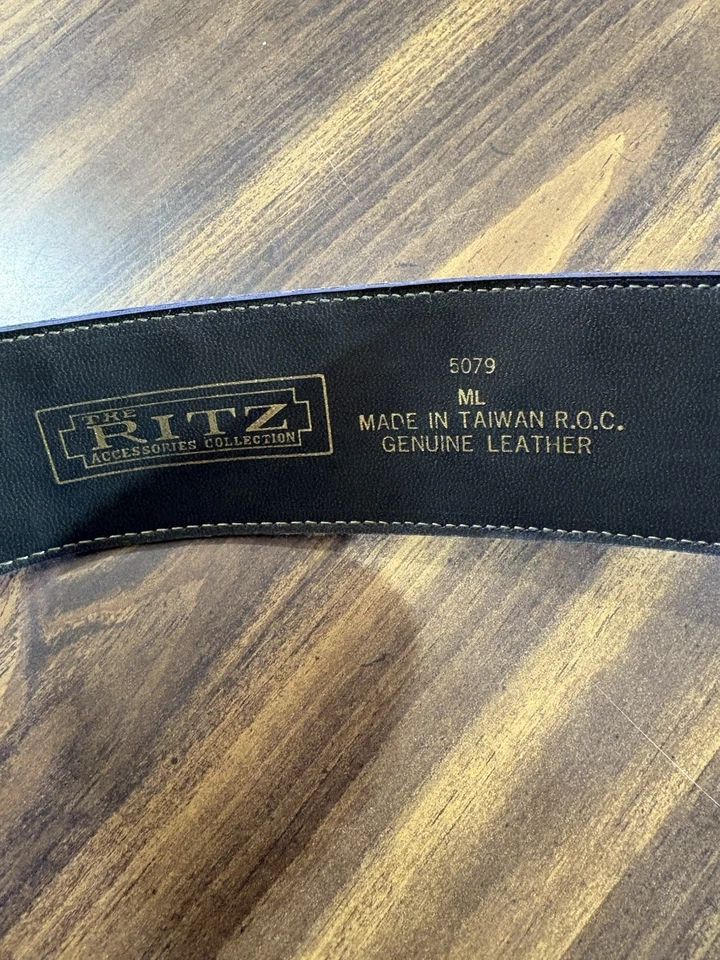 THE
RITZ
ACCESSORIES COLLECTION
5079
ML
MADE IN TAIWAN R.O.C.
GENUINE LEATHER